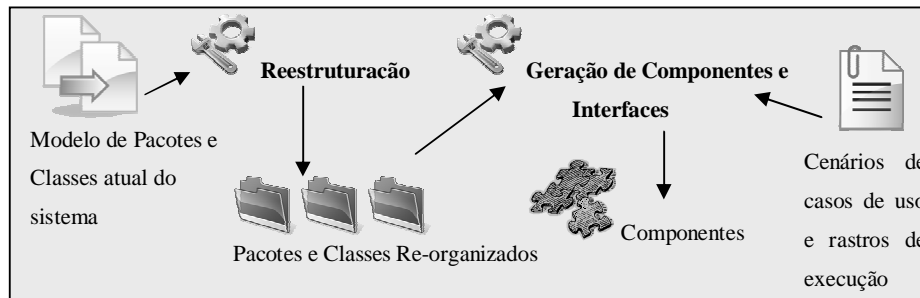 Reestruturacão
Geração de Componentes e
Interfaces
Modelo de Pacotes e
Classes atual do
sistema
Pacotes e Classes Re-organizados
Componentes
Cenários de
casos de uso
e rastros de
execução